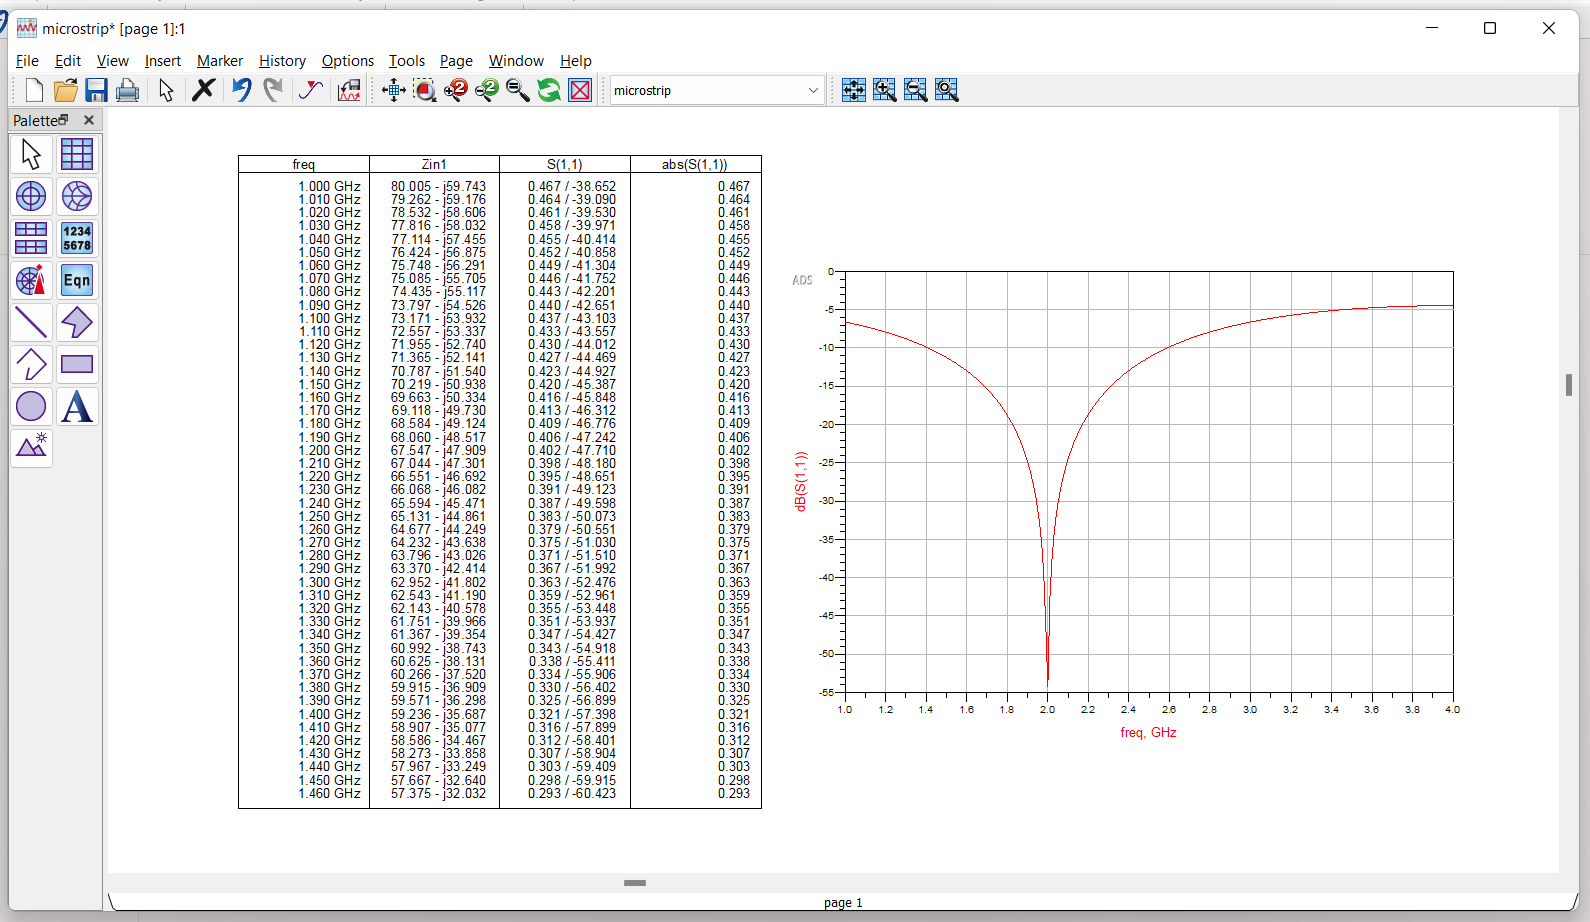 microstrip* [page 1]:1
File Edit View Insert Marker History Options Tools Page Window Help
microstrip
Palette
1234
5678
Eqn
A
freq Zin1 S(1,1) abs(S(1,1))
1.000 GHz 80.005 - j59.743 0.467 / -38.652 0.467
1.010 GHz 79.262 - j59.176 0.464 / -39.090 0.464
1.020 GHz 78.532 - j58.606 0.461 / -39.530 0.461
1.030 GHz 77.816 - j58.032 0.458 / -39.971 0.458
1.040 GHz 77.114 - j57.455 0.455 / -40.414 0.455
1.050 GHz 76.424 - j56.875 0.452 / -40.858 0.452
1.060 GHz 75.748 - j56.291 0.449 / -41.304 0.449
1.070 GHz 75.085 - j55.705 0.446 / -41.752 0.446
1.080 GHz 74.435 - j55.117 0.443 / -42.201 0.443
1.090 GHz 73.797 - j54.526 0.440 / -42.651 0.440
1.100 GHz 73.171 - j53.932 0.437 / -43.103 0.437
1.110 GHz 72.557 - j53.337 0.433 / -43.557 0.433
1.120 GHz 71.955 - j52.740 0.430 / -44.012 0.430
1.130 GHz 71.365 - j52.141 0.427 / -44.469 0.427
1.140 GHz 70.787 - j51.540 0.423 / -44.927 0.423
1.150 GHz 70.219 - j50.938 0.420 / -45.387 0.420
1.160 GHz 69.663 - j50.334 0.416 / -45.848 0.416
1.170 GHz 69.118 - j49.730 0.413 / -46.312 0.413
1.180 GHz 68.584 - j49.124 0.409 / -46.776 0.409
1.190 GHz 68.060 - j48.517 0.406 / -47.242 0.406
1.200 GHz 67.547 - j47.909 0.402 / -47.710 0.402
1.210 GHz 67.044 - j47.301 0.398 / -48.180 0.398
1.220 GHz 66.551 - j46.692 0.395 / -48.651 0.395
1.230 GHz 66.068 - j46.082 0.391 / -49.123 0.391
1.240 GHz 65.594 - j45.471 0.387 / -49.598 0.387
1.250 GHz 65.131 - j44.861 0.383 / -50.073 0.383
1.260 GHz 64.677 - j44.249 0.379 / -50.551 0.379
1.270 GHz 64.232 - j43.638 0.375 / -51.030 0.375
1.280 GHz 63.796 - j43.026 0.371 / -51.510 0.371
1.290 GHz 63.370 - j42.414 0.367 / -51.992 0.367
1.300 GHz 62.952 - j41.802 0.363 / -52.476 0.363
1.310 GHz 62.543 - j41.190 0.359 / -52.961 0.359
1.320 GHz 62.143 - j40.578 0.355 / -53.448 0.355
1.330 GHz 61.751 - j39.966 0.351 / -53.937 0.351
1.340 GHz 61.367 - j39.354 0.347 / -54.427 0.347
1.350 GHz 60.992 - j38.743 0.343 / -54.918 0.343
1.360 GHz 60.625 - j38.131 0.338 / -55.411 0.338
1.370 GHz 60.266 - j37.520 0.334 / -55.906 0.334
1.380 GHz 59.915 - j36.909 0.330 / -56.402 0.330
1.390 GHz 59.571 - j36.298 0.325 / -56.899 0.325
1.400 GHz 59.236 - j35.687 0.321 / -57.398 0.321
1.410 GHz 58.907 - j35.077 0.316 / -57.899 0.316
1.420 GHz 58.586 - j34.467 0.312 / -58.401 0.312
1.430 GHz 58.273 - j33.858 0.307 / -58.904 0.307
1.440 GHz 57.967 - j33.249 0.303 / -59.409 0.303
1.450 GHz 57.667 - j32.640 0.298 / -59.915 0.298
1.460 GHz 57.375 - j32.032 0.293 / -60.423 0.293
ADS
dB(S(1,1))
0
-5
-10
-15
-20
-25
-30
-35
-40
-45
-50
-55
1.0 1.2 1.4 1.6 1.8 2.0 2.2 2.4 2.6 2.8 3.0 3.2 3.4 3.6 3.8 4.0
freq, GHz
page 1